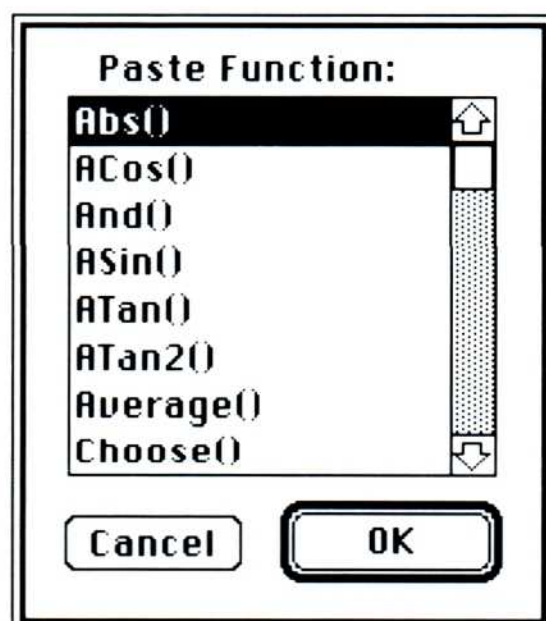 Paste Function:
Abs()
ACos()
And()
ASin()
ATan()
ATan2()
Average()
Choose()
Cancel
OK